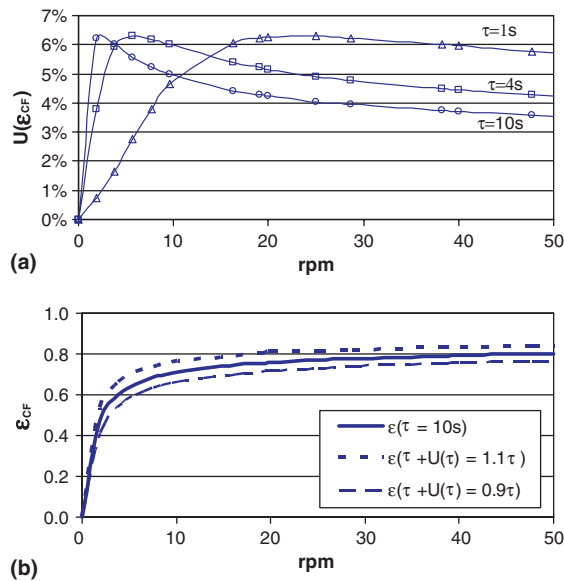 7%
6%
5%
4%
3%
2%
1%
0%
U(εCF)
τ=1s
τ=4s
τ=10s
0 10 20 30 40 50
rpm
(a)
1.0
0.8
0.6
0.4
0.2
0.0
εCF
ε(τ = 10s)
ε(τ +U(τ) = 1.1τ )
ε(τ +U(τ) = 0.9τ)
0 10 20 30 40 50
rpm
(b)